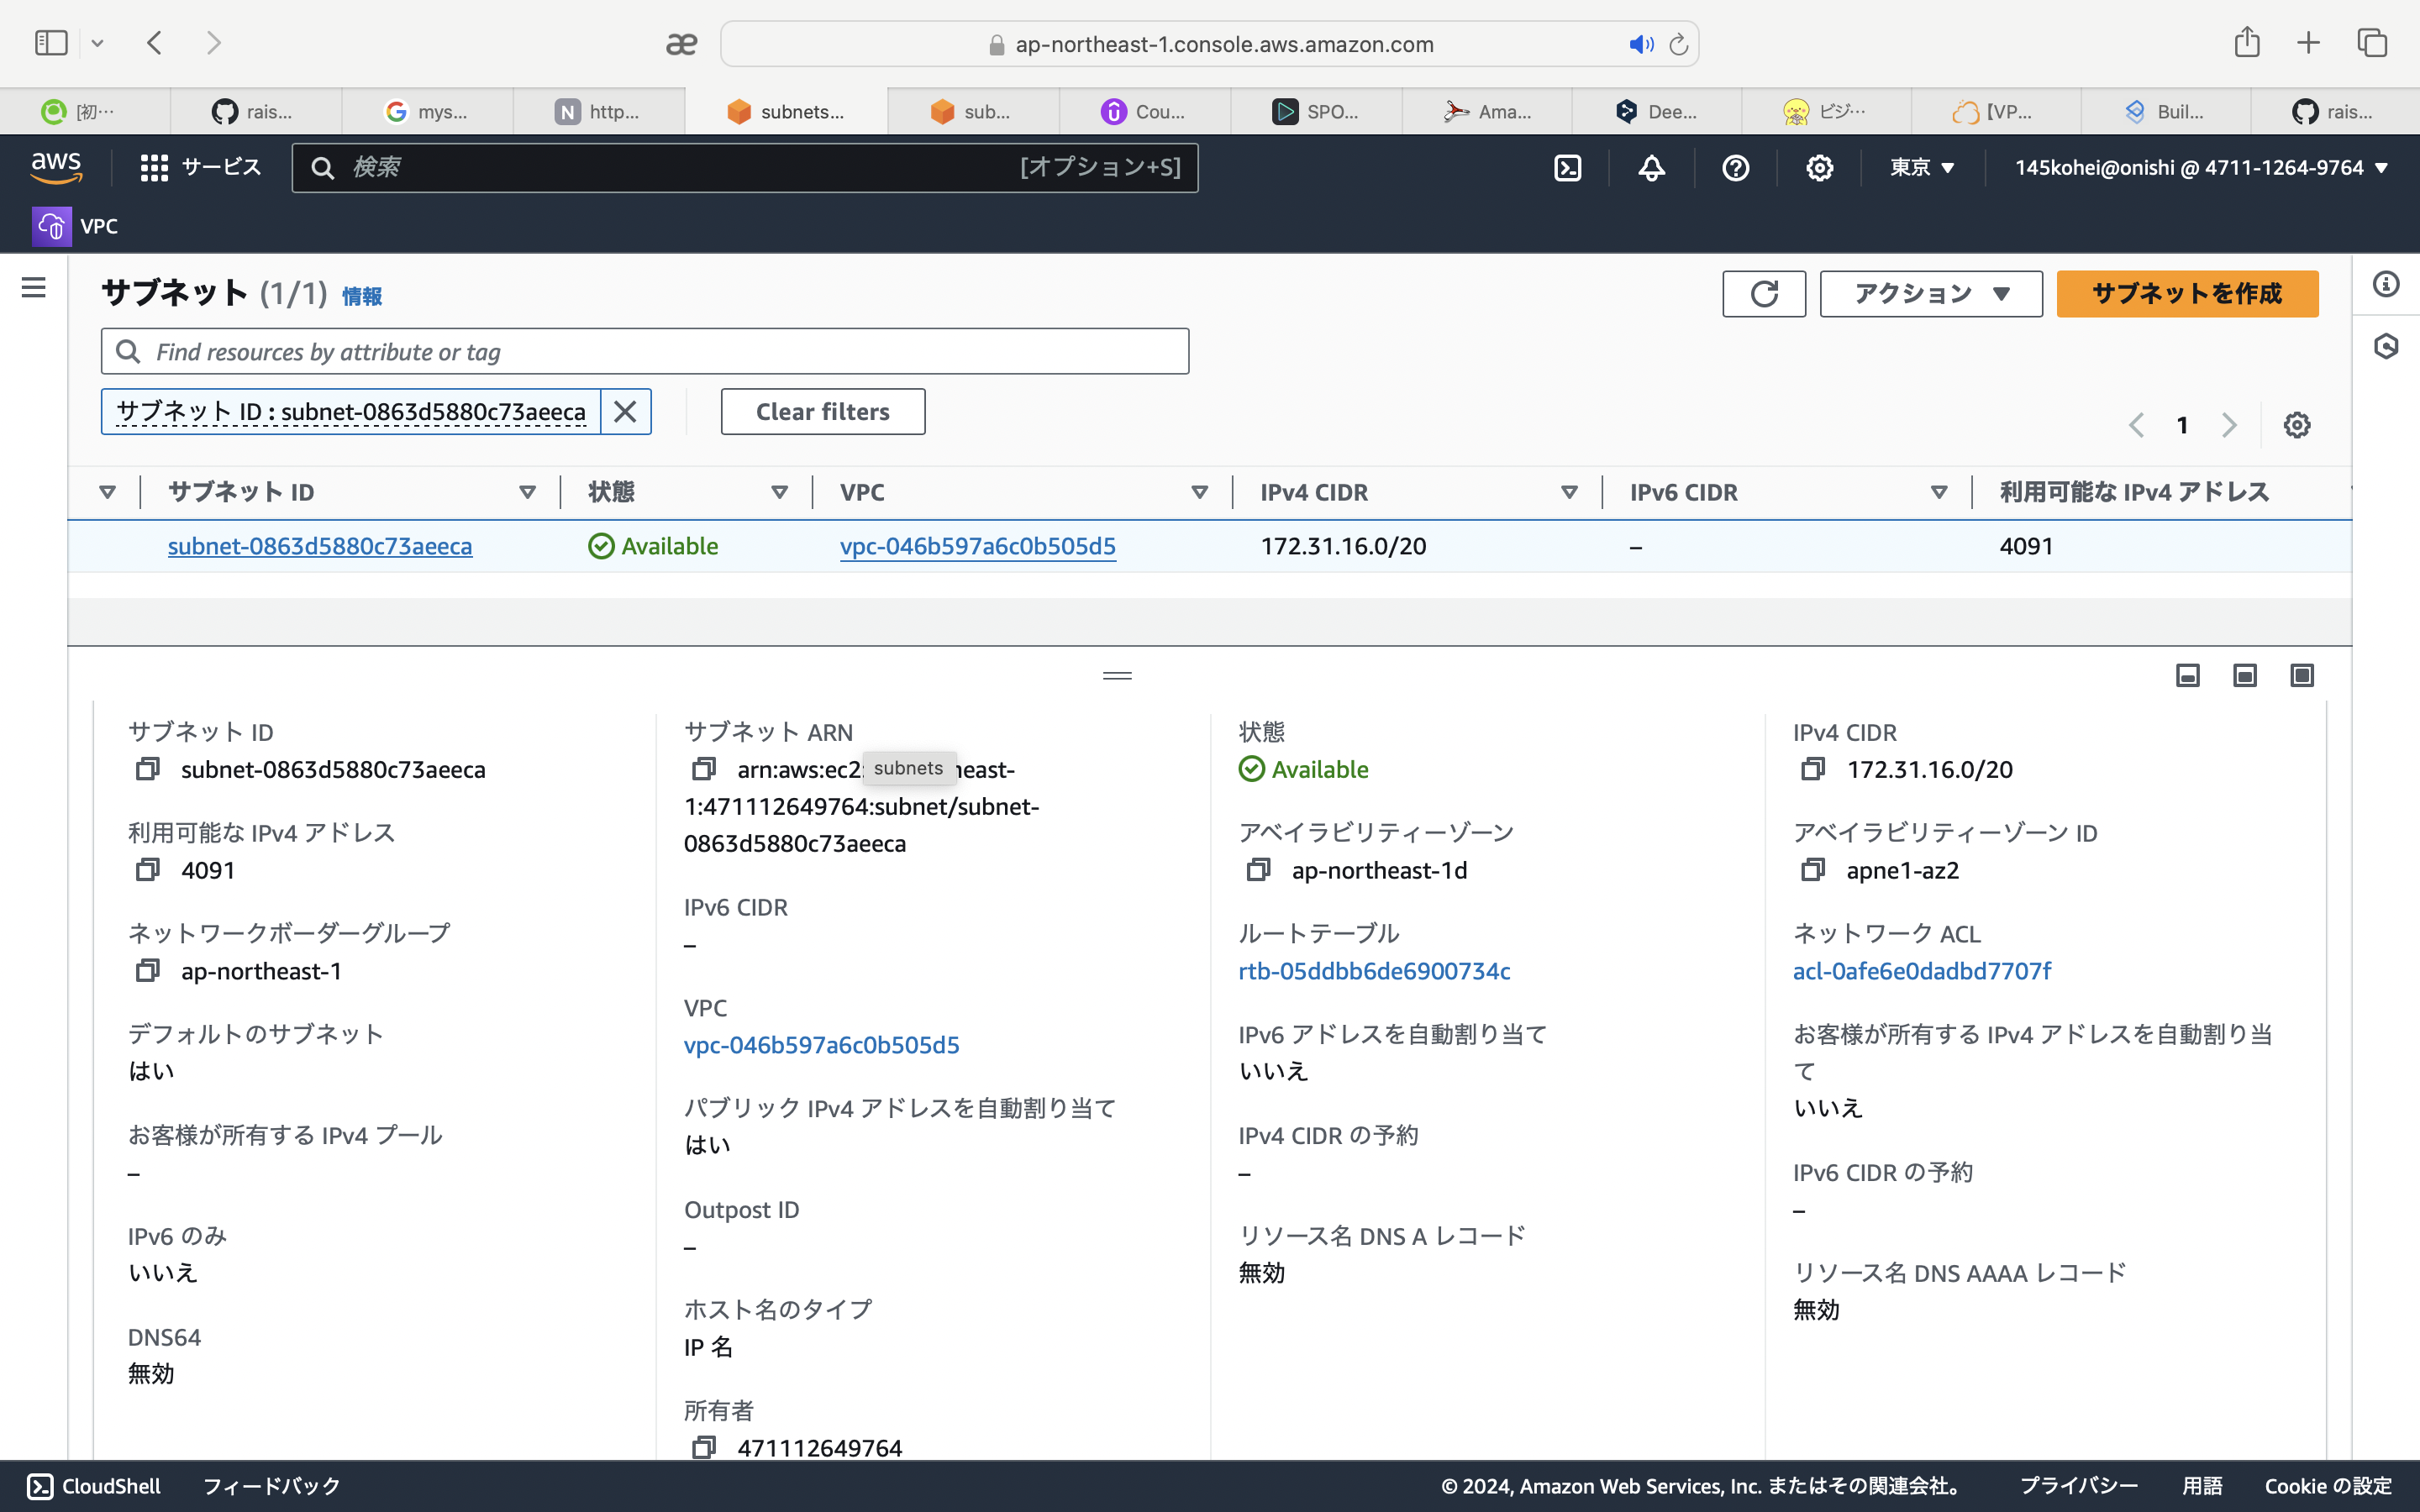 ap-northeast-1.console.aws.amazon.com
[初…
rais...
mys...
N
http...
subnets...
sub...
Cou...
SPO...
Ama...
Dee...
ビジ…
【VP...
Buil...
rais...
aws
サービス
検索
[オプション+S]
東京
145kohei@onishi @ 4711-1264-9764
VPC
サブネット (1/1) 情報
アクション
サブネットを作成
Find resources by attribute or tag
サブネット ID : subnet-0863d5880c73aeeca
Clear filters
1
サブネット ID
状態
VPC
IPv4 CIDR
IPv6 CIDR
利用可能な IPv4 アドレス
subnet-0863d5880c73aeeca
Available
vpc-046b597a6c0b505d5
172.31.16.0/20
–
4091
サブネット ID
subnet-0863d5880c73aeeca
利用可能な IPv4 アドレス
4091
ネットワークボーダーグループ
ap-northeast-1
デフォルトのサブネット
はい
お客様が所有する IPv4 プール
–
IPv6 のみ
いいえ
DNS64
無効
サブネット ARN
arn:aws:ec2: heast-
subnets
1:471112649764:subnet/subnet-
0863d5880c73aeeca
IPv6 CIDR
–
VPC
vpc-046b597a6c0b505d5
パブリック IPv4 アドレスを自動割り当て
はい
Outpost ID
–
ホスト名のタイプ
IP 名
所有者
471112649764
状態
Available
アベイラビリティーゾーン
ap-northeast-1d
ルートテーブル
rtb-05ddbb6de6900734c
IPv6 アドレスを自動割り当て
いいえ
IPv4 CIDR の予約
–
リソース名 DNS A レコード
無効
IPv4 CIDR
172.31.16.0/20
アベイラビリティーゾーン ID
apne1-az2
ネットワーク ACL
acl-0afe6e0dadbd7707f
お客様が所有する IPv4 アドレスを自動割り当
て
いいえ
IPv6 CIDR の予約
–
リソース名 DNS AAAA レコード
無効
CloudShell
フィードバック
© 2024, Amazon Web Services, Inc. またはその関連会社。
プライバシー
用語
Cookie の設定